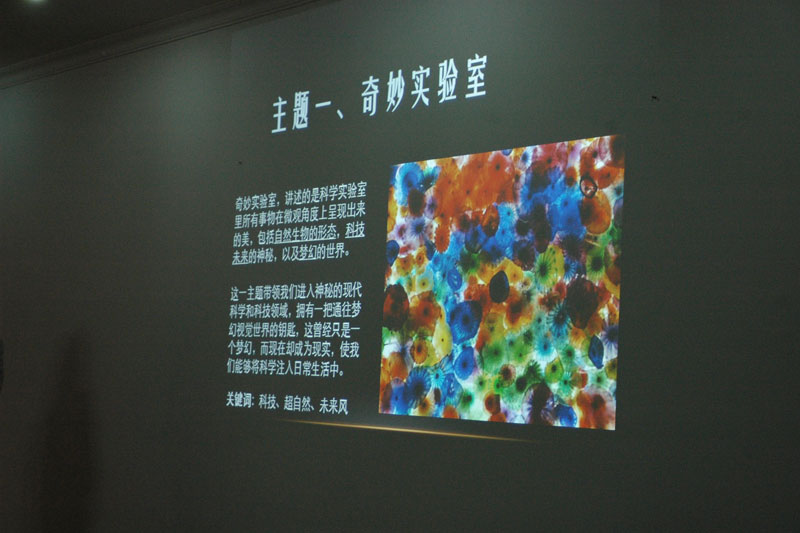 主题一、奇妙实验室
奇妙实验室，讲述的是科学实验室
里所有事物在微观角度上呈现出来
的美，包括自然生物的形态，科技
未来的神秘，以及梦幻的世界。
这一主题带领我们进入神秘的现代
科学和科技领域，拥有一把通往梦
幻视觉世界的钥匙，这曾经只是一
个梦幻，而现在却成为现实，使我
们能够将科学注入日常生活中。
关键词：科技、超自然、未来风